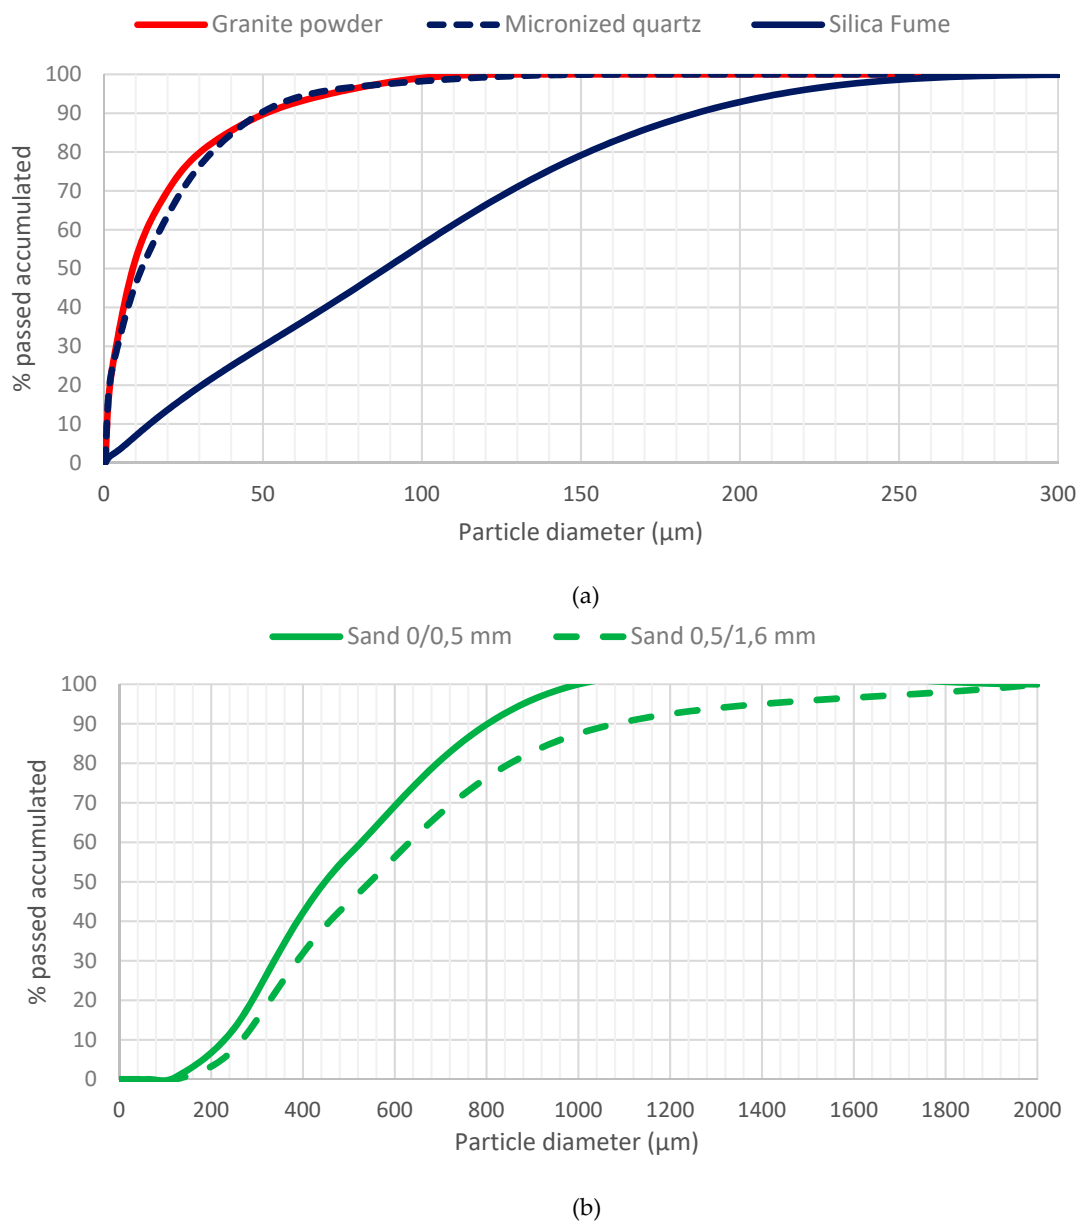 Granite powder Micronized quartz Silica Fume
100
90
80
70
60
50
40
30
20
10
0
% passed accumulated
0 50 100 150 200 250 300
Particle diameter (µm)
(a)
Sand 0/0,5 mm Sand 0,5/1,6 mm
100
90
80
70
60
50
40
30
20
10
0
% passed accumulated
0 200 400 600 800 1000 1200 1400 1600 1800 2000
Particle diameter (µm)
(b)